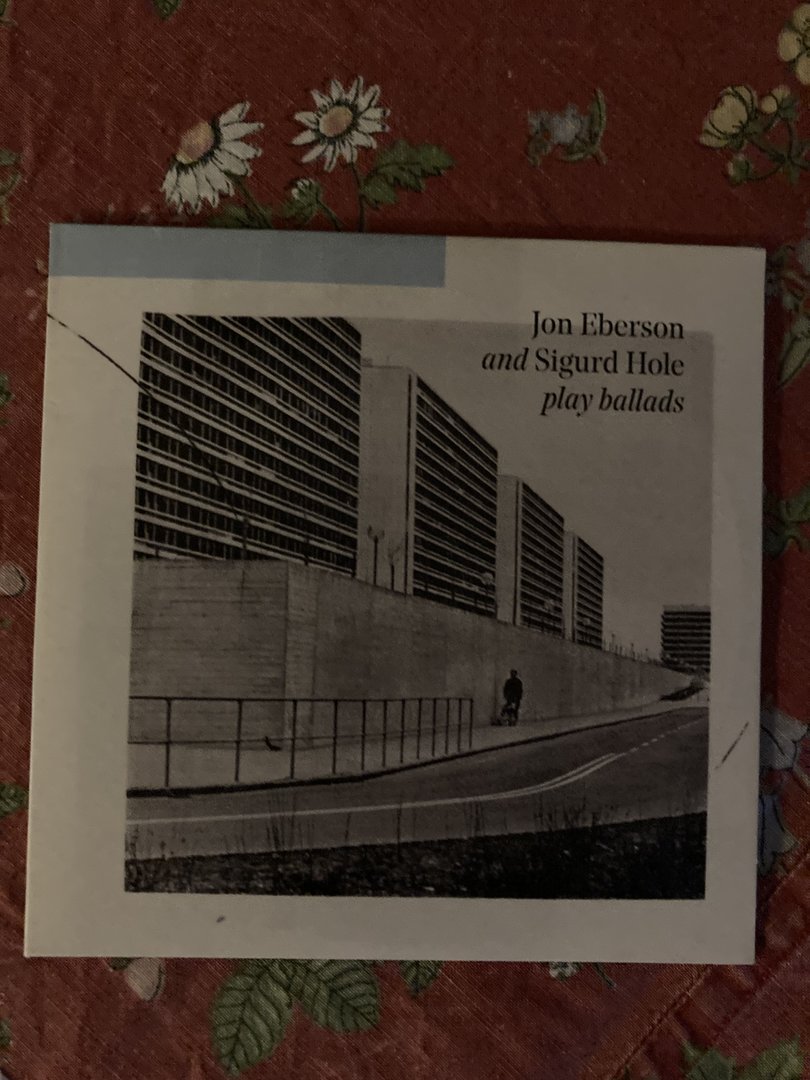 Jon Eberson
and Sigurd Hole
play ballads